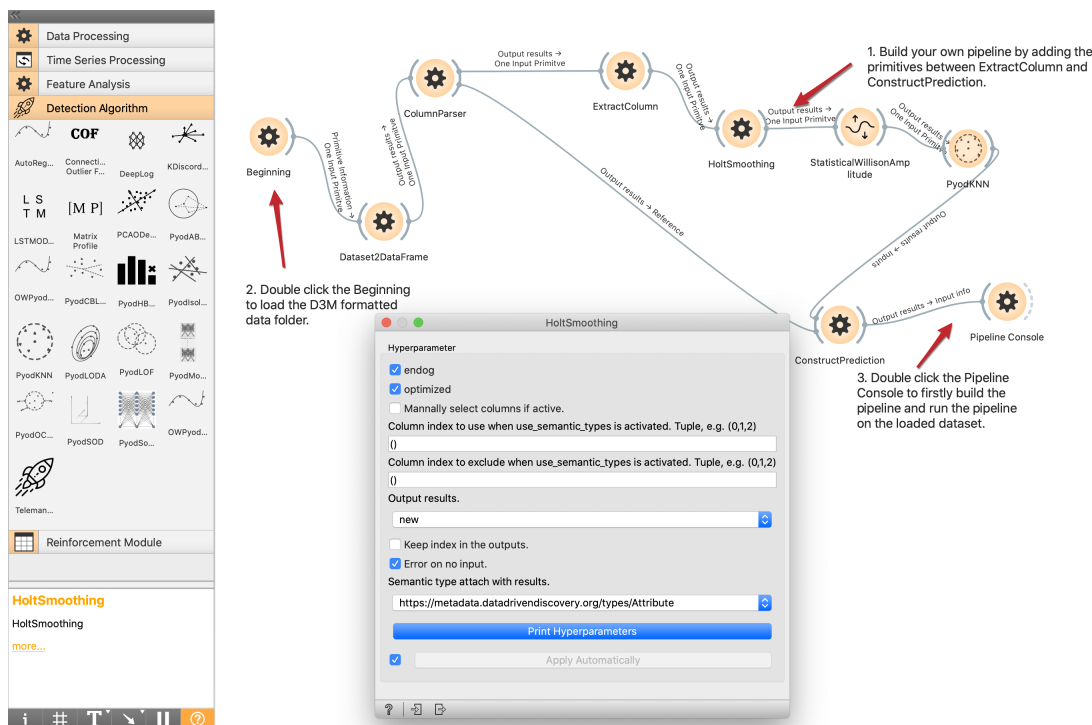 Data Processing
Time Series Processing
Feature Analysis
Detection Algorithm
COF
AutoReg...
Connecti...
Outlier F...
DeepLog
KDiscord...
L S
T M
[M P]
LSTMOD...
Matrix
Profile
PCAODe...
PyodAB...
OWPyod...
PyodCBL...
PyodHB...
PyodIsol...
PyodKNN
PyodLODA
PyodLOF
PyodMo...
PyodOC...
PyodSOD
PyodSo...
OWPyod...
Teleman...
Reinforcement Module
HoltSmoothing
HoltSmoothing
more...
Beginning
Primitive Information →
One Input Primitve
Dataset2DataFrame
Output results →
One Input Primitve
ColumnParser
Output results →
One Input Primitve
ExtractColumn
Output results →
One Input Primitve
HoltSmoothing
Output results →
One Input Primitve
StatisticalWillisonAmp
litude
Output results →
One Input Primitve
PyodKNN
Output results → Inputs
Output results → Reference
ConstructPrediction
Output results → Input info
Pipeline Console
1. Build your own pipeline by adding the
primitives between ExtractColumn and
ConstructPrediction.
2. Double click the Beginning
to load the D3M formatted
data folder.
3. Double click the Pipeline
Console to firstly build the
pipeline and run the pipeline
on the loaded dataset.
HoltSmoothing
Hyperparameter
endog
optimized
Mannally select columns if active.
Column index to use when use_semantic_types is activated. Tuple, e.g. (0,1,2)
()
Column index to exclude when use_semantic_types is activated. Tuple, e.g. (0,1,2)
()
Output results.
new
Keep index in the outputs.
Error on no input.
Semantic type attach with results.
https://metadata.datadrivendiscovery.org/types/Attribute
Print Hyperparameters
Apply Automatically